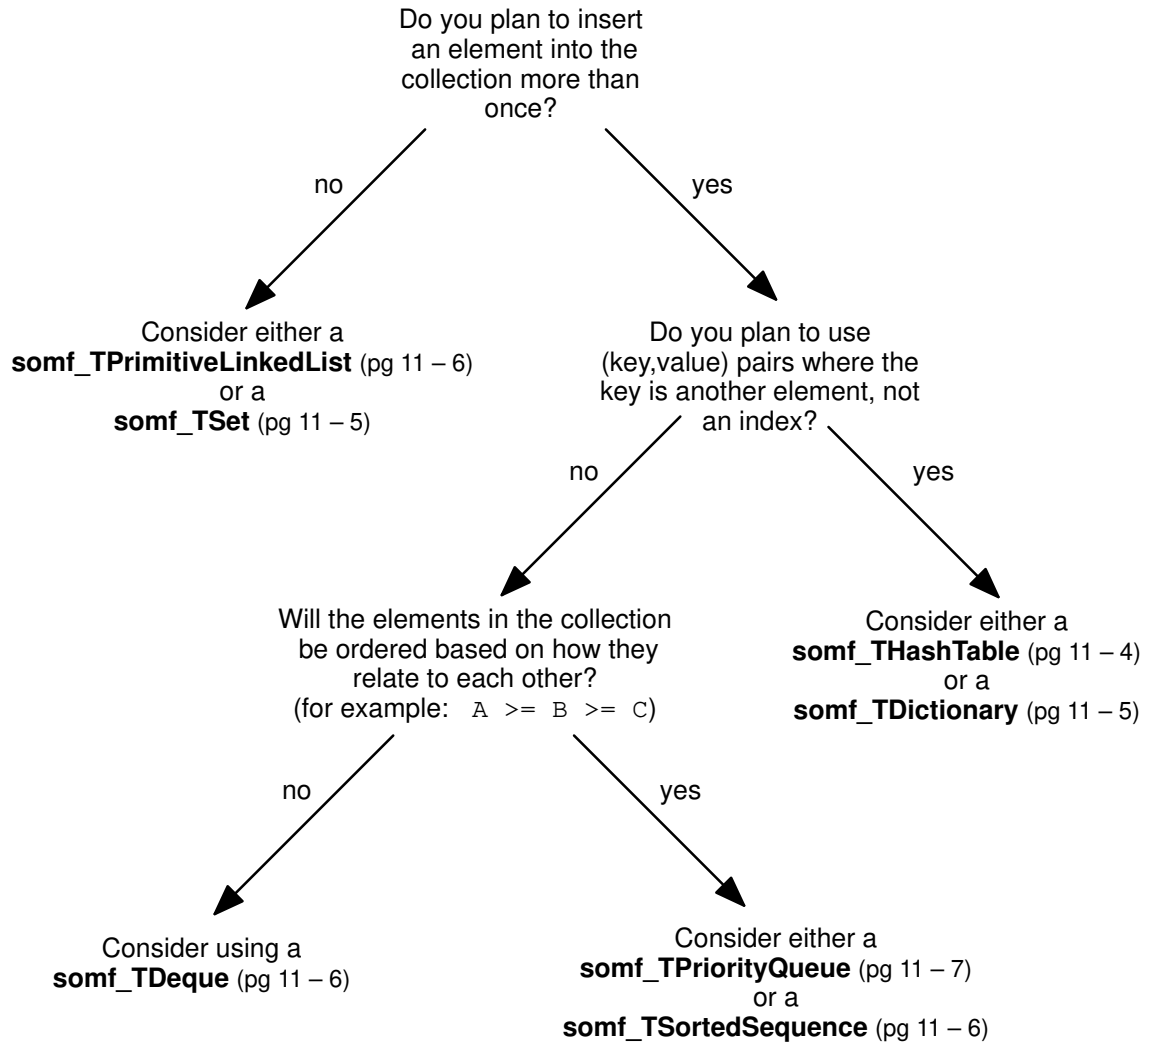 Do you plan to insert
an element into the
collection more than
once?
no
yes
Consider either a
somf_TPrimitiveLinkedList (pg 11 – 6)
or a
somf_TSet (pg 11 – 5)
Do you plan to use
(key,value) pairs where the
key is another element, not
an index?
no
yes
Will the elements in the collection
be ordered based on how they
relate to each other?
(for example: A >= B >= C)
Consider either a
somf_THashTable (pg 11 – 4)
or a
somf_TDictionary (pg 11 – 5)
no
yes
Consider using a
somf_TDeque (pg 11 – 6)
Consider either a
somf_TPriorityQueue (pg 11 – 7)
or a
somf_TSortedSequence (pg 11 – 6)